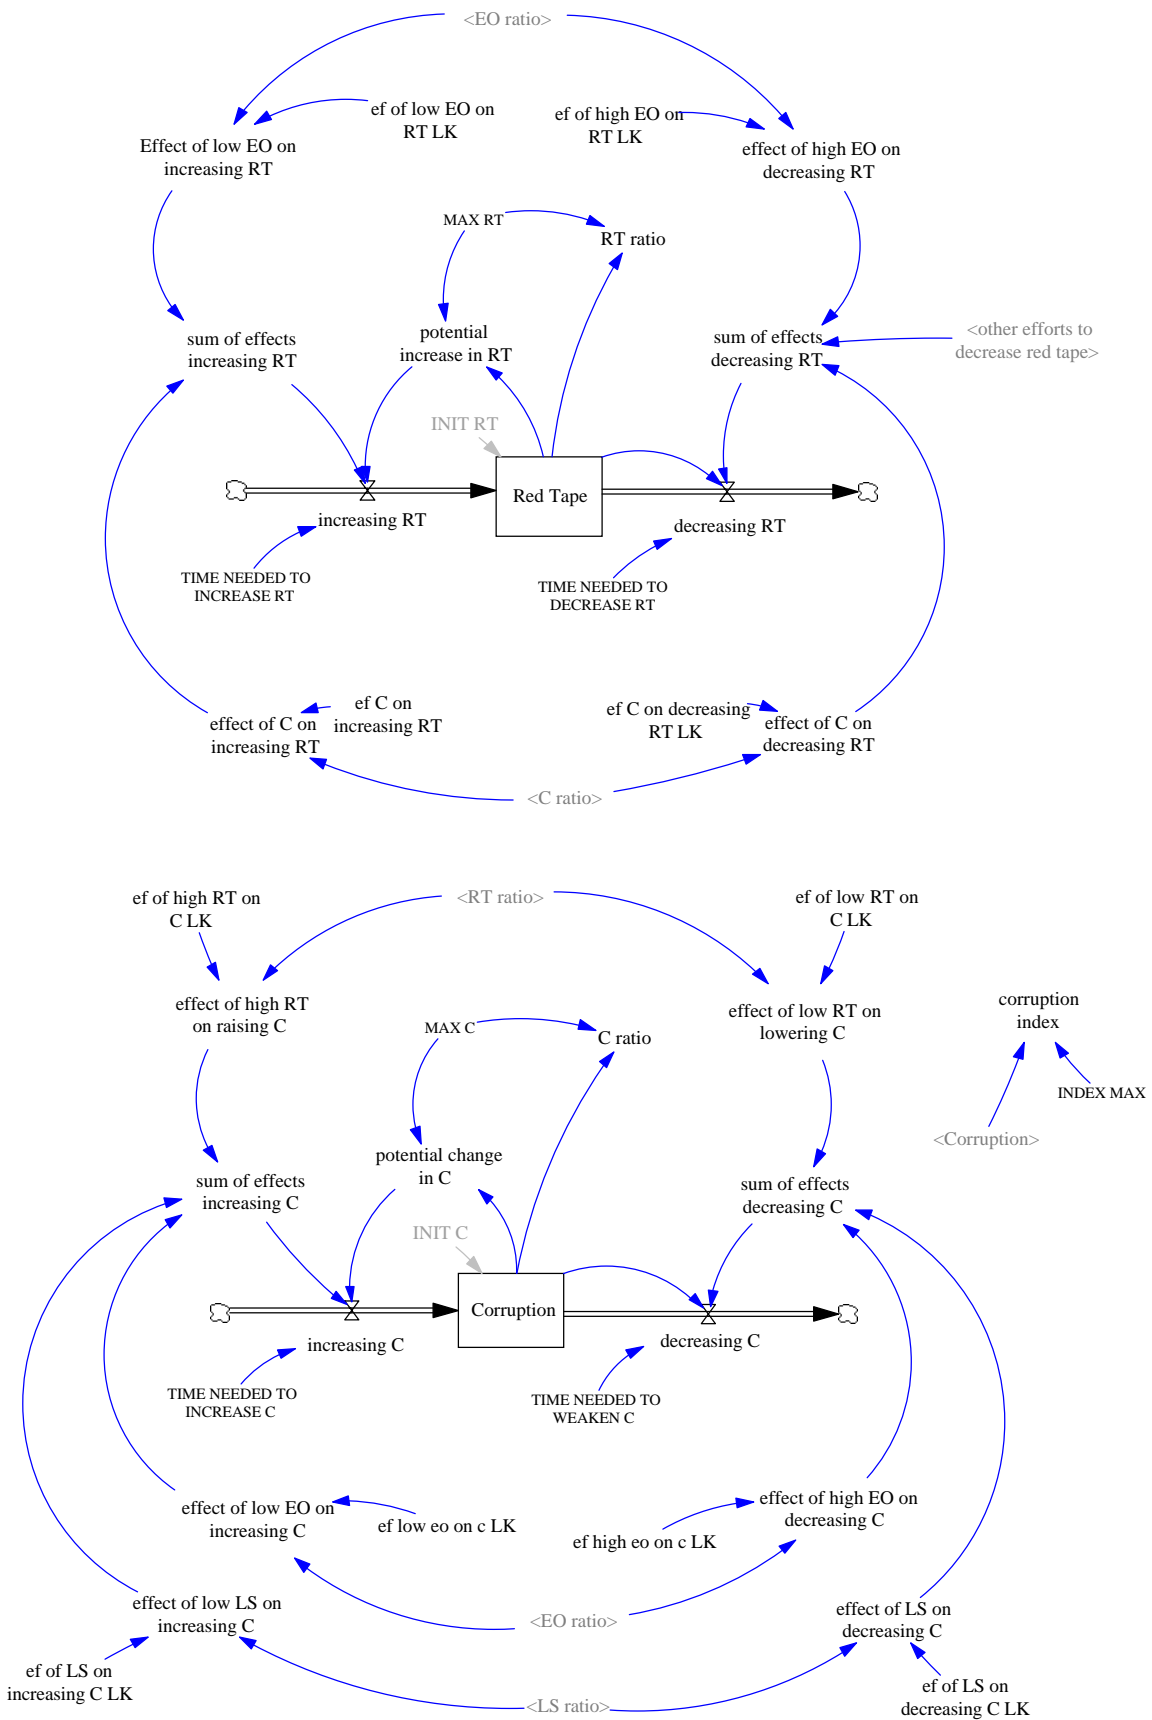 <EO ratio>
ef of low EO on
RT LK
ef of high EO on
RT LK
Effect of low EO on
increasing RT
effect of high EO on
decreasing RT
MAX RT
RT ratio
sum of effects
increasing RT
potential
increase in RT
sum of effects
decreasing RT
<other efforts to
decrease red tape>
INIT RT
Red Tape
increasing RT
decreasing RT
TIME NEEDED TO
INCREASE RT
TIME NEEDED TO
DECREASE RT
effect of C on
increasing RT
ef C on
increasing RT
ef C on decreasing
RT LK
effect of C on
decreasing RT
<C ratio>
ef of high RT on
C LK
<RT ratio>
ef of low RT on
C LK
effect of high RT
on raising C
effect of low RT on
lowering C
corruption
index
MAX C
C ratio
INDEX MAX
<Corruption>
potential change
in C
sum of effects
increasing C
sum of effects
decreasing C
INIT C
Corruption
increasing C
decreasing C
TIME NEEDED TO
INCREASE C
TIME NEEDED TO
WEAKEN C
effect of low EO on
increasing C
ef low eo on c LK
ef high eo on c LK
effect of high EO on
decreasing C
effect of low LS on
increasing C
<EO ratio>
effect of LS on
decreasing C
ef of LS on
increasing C LK
<LS ratio>
ef of LS on
decreasing C LK